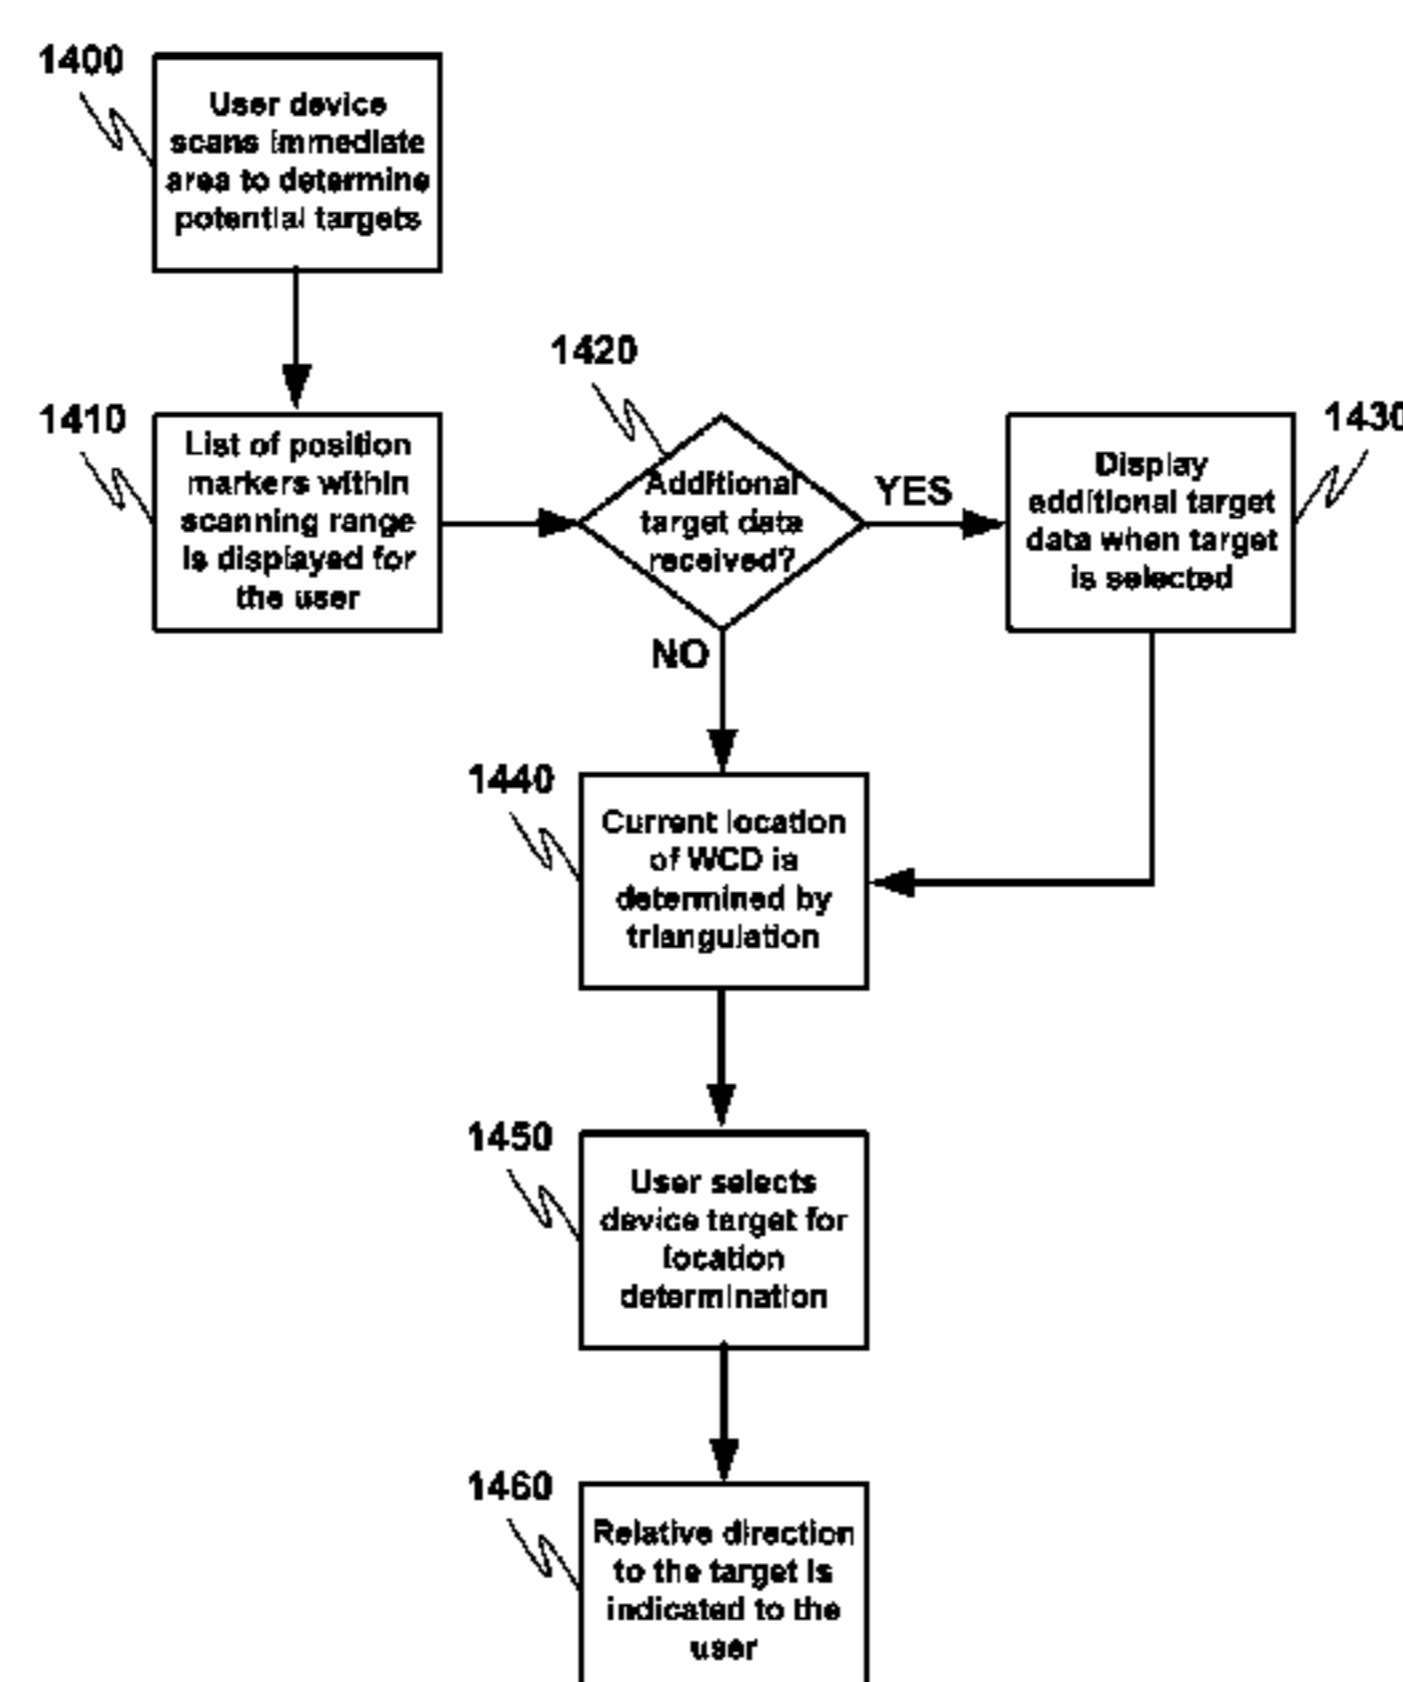 1400
User device
scans immediate
area to determine
potential targets
1410
List of position
markers within
scanning range
is displayed for
the user
1420
Additional
target data
received?
YES
NO
1430
Display
additional target
data when target
is selected
1440
Current location
of WCD is
determined by
triangulation
1450
User selects
device target for
location
determination
1460
Relative direction
to the target is
indicated to the
user